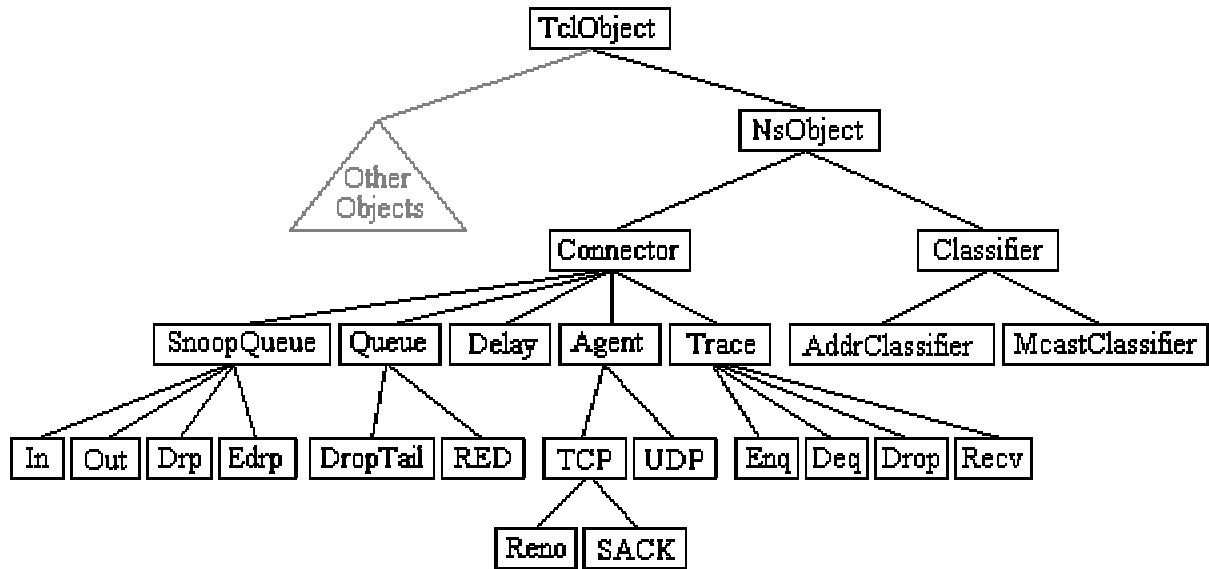 TclObject
NsObject
Other
Objects
Connector
Classifier
SnoopQueue
Queue
Delay
Agent
Trace
AddrClassifier
McastClassifier
In
Out
Drp
Edrp
DropTail
RED
TCP
UDP
Enq
Deq
Drop
Recv
Reno
SACK